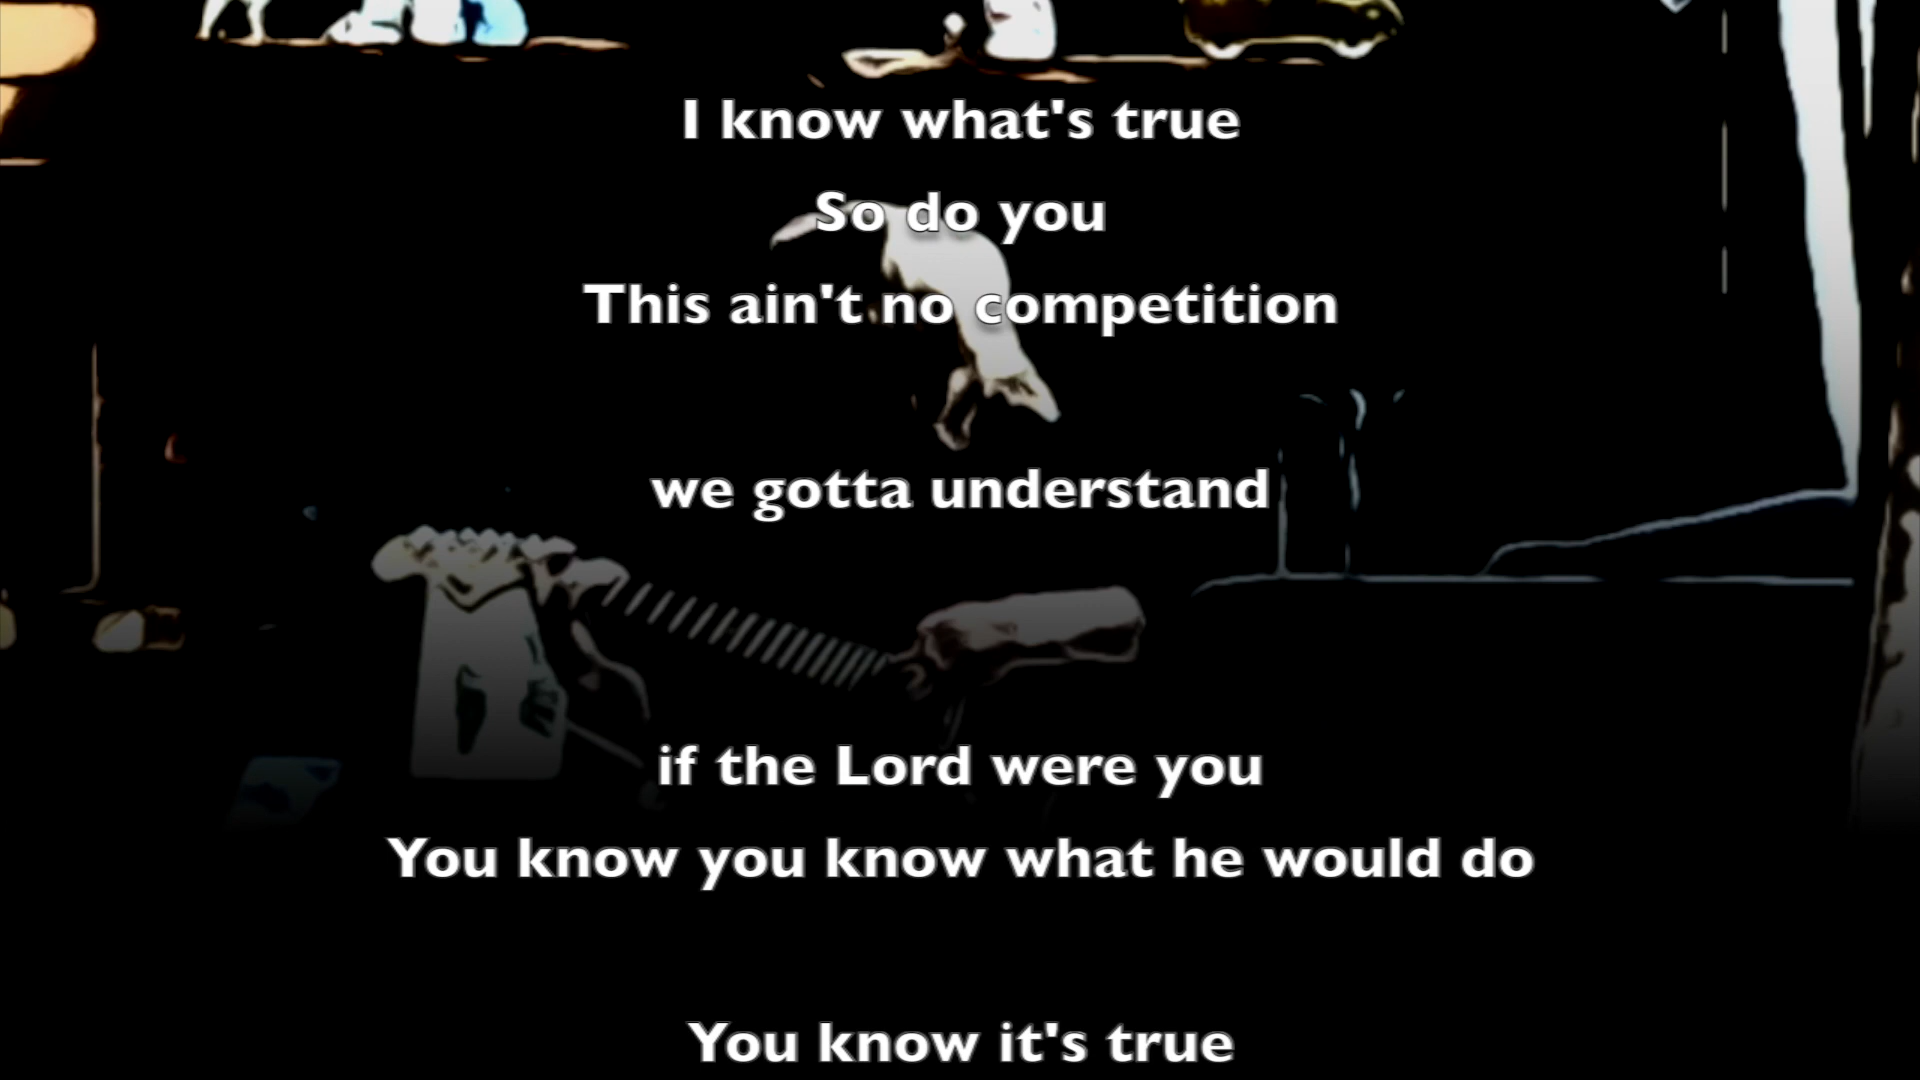 I know what's true
So do you
This ain't no competition
we gotta understand
if the Lord were you
You know you know what he would do
You know it's true